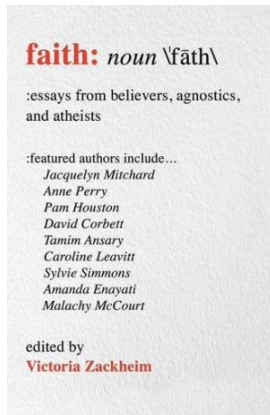 faith: noun \ˈfāth\
:essays from believers, agnostics,
and atheists
:featured authors include...
Jacquelyn Mitchard
Anne Perry
Pam Houston
David Corbett
Tamim Ansary
Caroline Leavitt
Sylvie Simmons
Amanda Enayati
Malachy McCourt
edited by
Victoria Zackheim